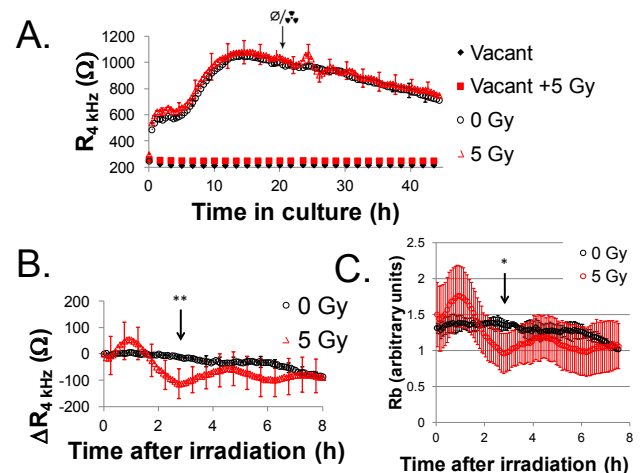 A.
∅/☢
R4 kHz (Ω)
1200
1000
800
600
400
200
0 10 20 30 40
Time in culture (h)
Vacant
Vacant +5 Gy
0 Gy
5 Gy
B.
ΔR4 kHz (Ω)
200
100
0
-100
-200
**
0 Gy
5 Gy
0 2 4 6 8
Time after irradiation (h)
C.
Rb (arbitrary units)
2.5
2
1.5
1
0.5
0
*
0 Gy
5 Gy
0 2 4 6 8
Time after irradiation (h)